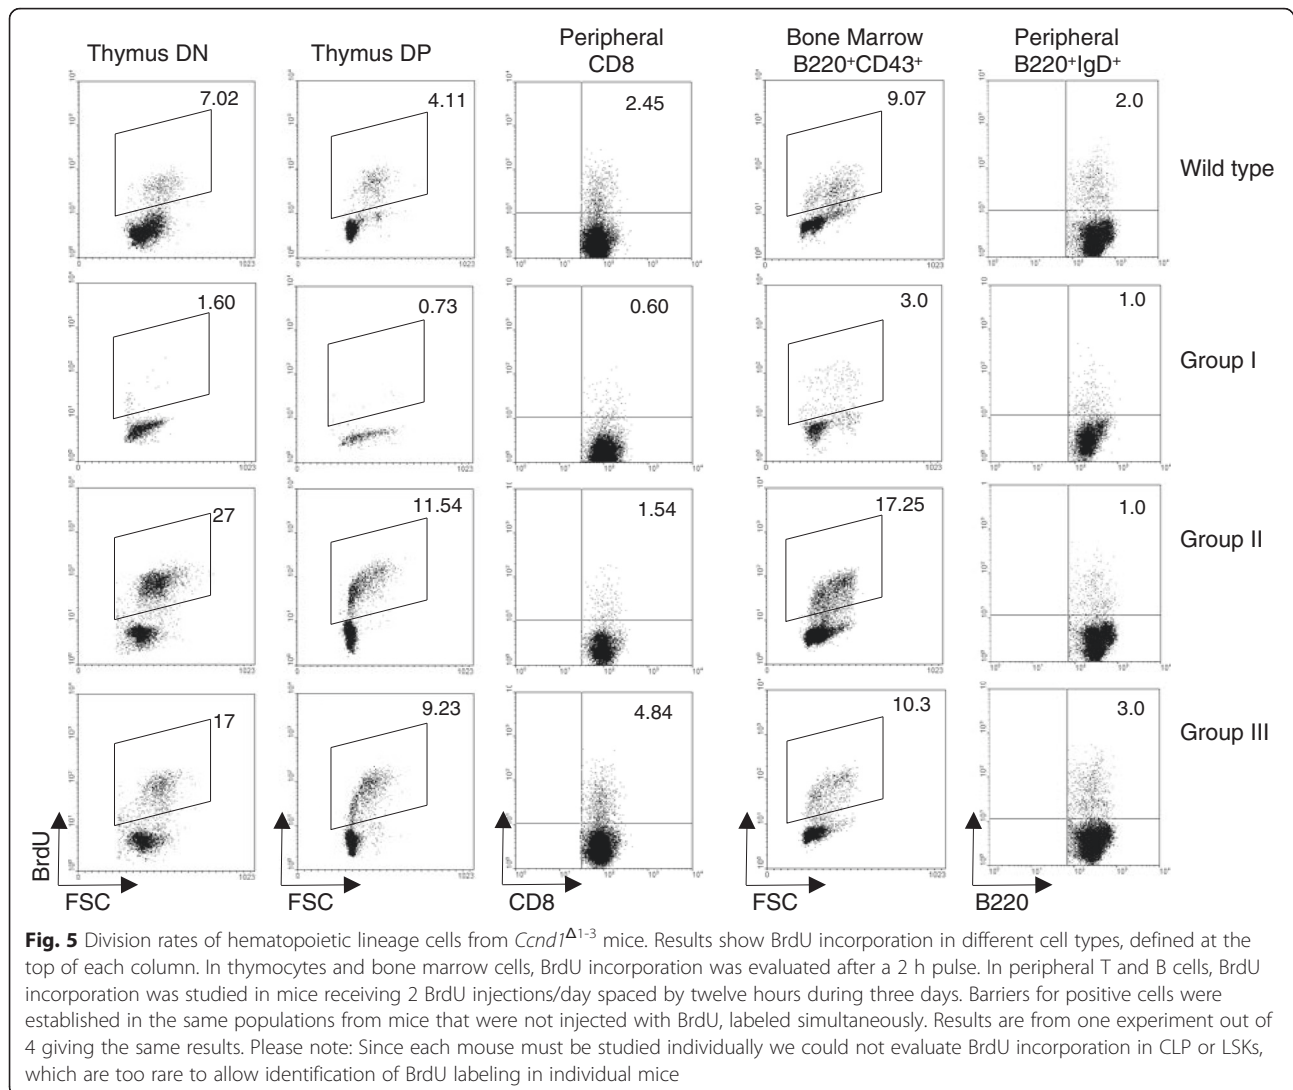 Thymus DN
Thymus DP
Peripheral
CD8
Bone Marrow
B220⁺CD43⁺
Peripheral
B220⁺IgD⁺
7.02
4.11
2.45
9.07
2.0
Wild type
1.60
0.73
0.60
3.0
1.0
Group I
27
11.54
1.54
17.25
1.0
Group II
17
9.23
4.84
10.3
3.0
Group III
BrdU
FSC
FSC
CD8
FSC
B220
Fig. 5 Division rates of hematopoietic lineage cells from Ccnd1^Δ1-3 mice. Results show BrdU incorporation in different cell types, defined at the
top of each column. In thymocytes and bone marrow cells, BrdU incorporation was evaluated after a 2 h pulse. In peripheral T and B cells, BrdU
incorporation was studied in mice receiving 2 BrdU injections/day spaced by twelve hours during three days. Barriers for positive cells were
established in the same populations from mice that were not injected with BrdU, labeled simultaneously. Results are from one experiment out of
4 giving the same results. Please note: Since each mouse must be studied individually we could not evaluate BrdU incorporation in CLP or LSKs,
which are too rare to allow identification of BrdU labeling in individual mice